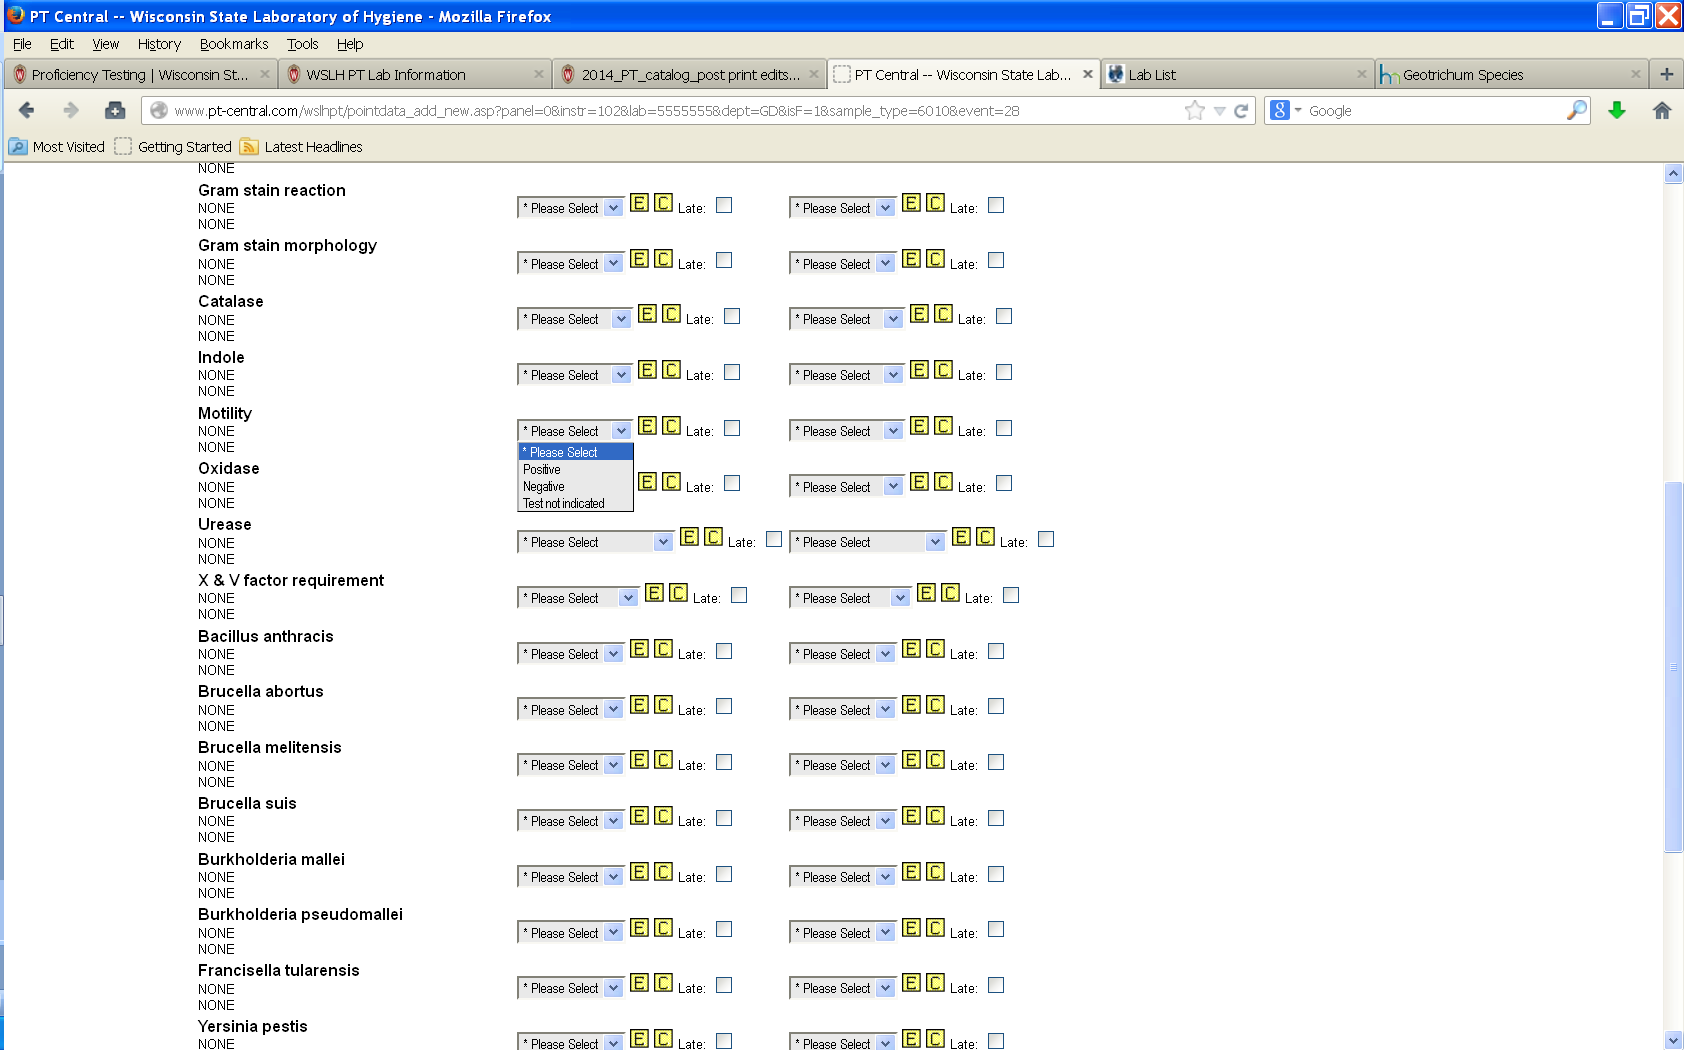 PT Central -- Wisconsin State Laboratory of Hygiene - Mozilla Firefox
File Edit View History Bookmarks Tools Help
Proficiency Testing | Wisconsin St... WSLH PT Lab Information 2014_PT_catalog_post print edits... PT Central -- Wisconsin State Lab... Lab List Geotrichum Species
www.pt-central.com/wslhpt/pointdata_add_new.asp?panel=0&instr=102&lab=5555555&dept=GD&isF=1&sample_type=6010&event=28 8 Google
Most Visited Getting Started Latest Headlines
NONE
Gram stain reaction
NONE * Please Select E C Late: * Please Select E C Late:
NONE
Gram stain morphology
NONE * Please Select E C Late: * Please Select E C Late:
NONE
Catalase
NONE * Please Select E C Late: * Please Select E C Late:
NONE
Indole
NONE * Please Select E C Late: * Please Select E C Late:
NONE
Motility
NONE * Please Select E C Late: * Please Select E C Late:
NONE * Please Select
Oxidase Positive
NONE Negative E C Late: * Please Select E C Late:
NONE Test not indicated
Urease
NONE * Please Select E C Late: * Please Select E C Late:
NONE
X & V factor requirement
NONE * Please Select E C Late: * Please Select E C Late:
NONE
Bacillus anthracis
NONE * Please Select E C Late: * Please Select E C Late:
NONE
Brucella abortus
NONE * Please Select E C Late: * Please Select E C Late:
NONE
Brucella melitensis
NONE * Please Select E C Late: * Please Select E C Late:
NONE
Brucella suis
NONE * Please Select E C Late: * Please Select E C Late:
NONE
Burkholderia mallei
NONE * Please Select E C Late: * Please Select E C Late:
NONE
Burkholderia pseudomallei
NONE * Please Select E C Late: * Please Select E C Late:
NONE
Francisella tularensis
NONE * Please Select E C Late: * Please Select E C Late:
NONE
Yersinia pestis
NONE * Please Select E C Late: * Please Select E C Late: